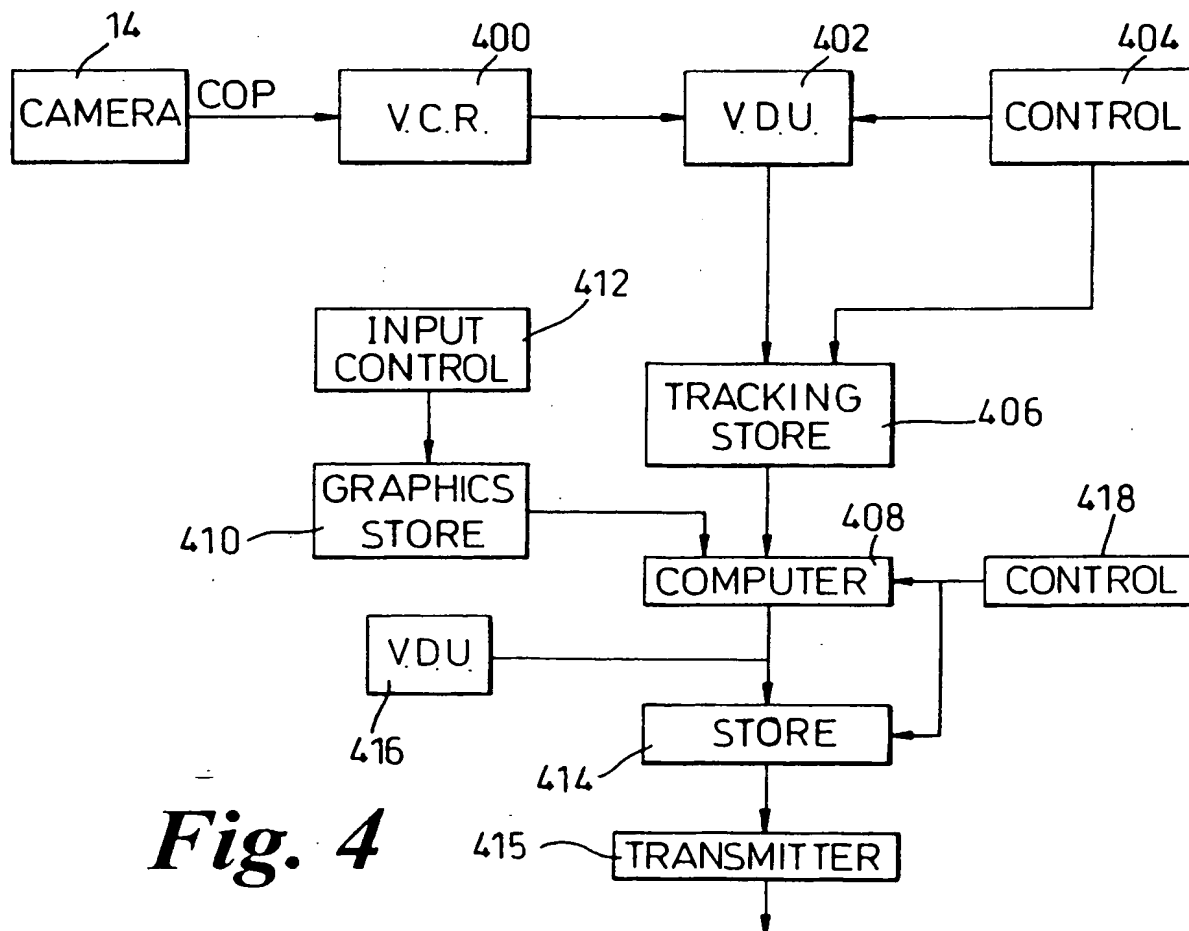 14
400
402
404
CAMERA
COP
V.C.R.
V.D.U.
CONTROL
412
INPUT
CONTROL
TRACKING
STORE
406
GRAPHICS
STORE
410
408
418
COMPUTER
CONTROL
V.D.U.
416
STORE
414
Fig. 4
415
TRANSMITTER